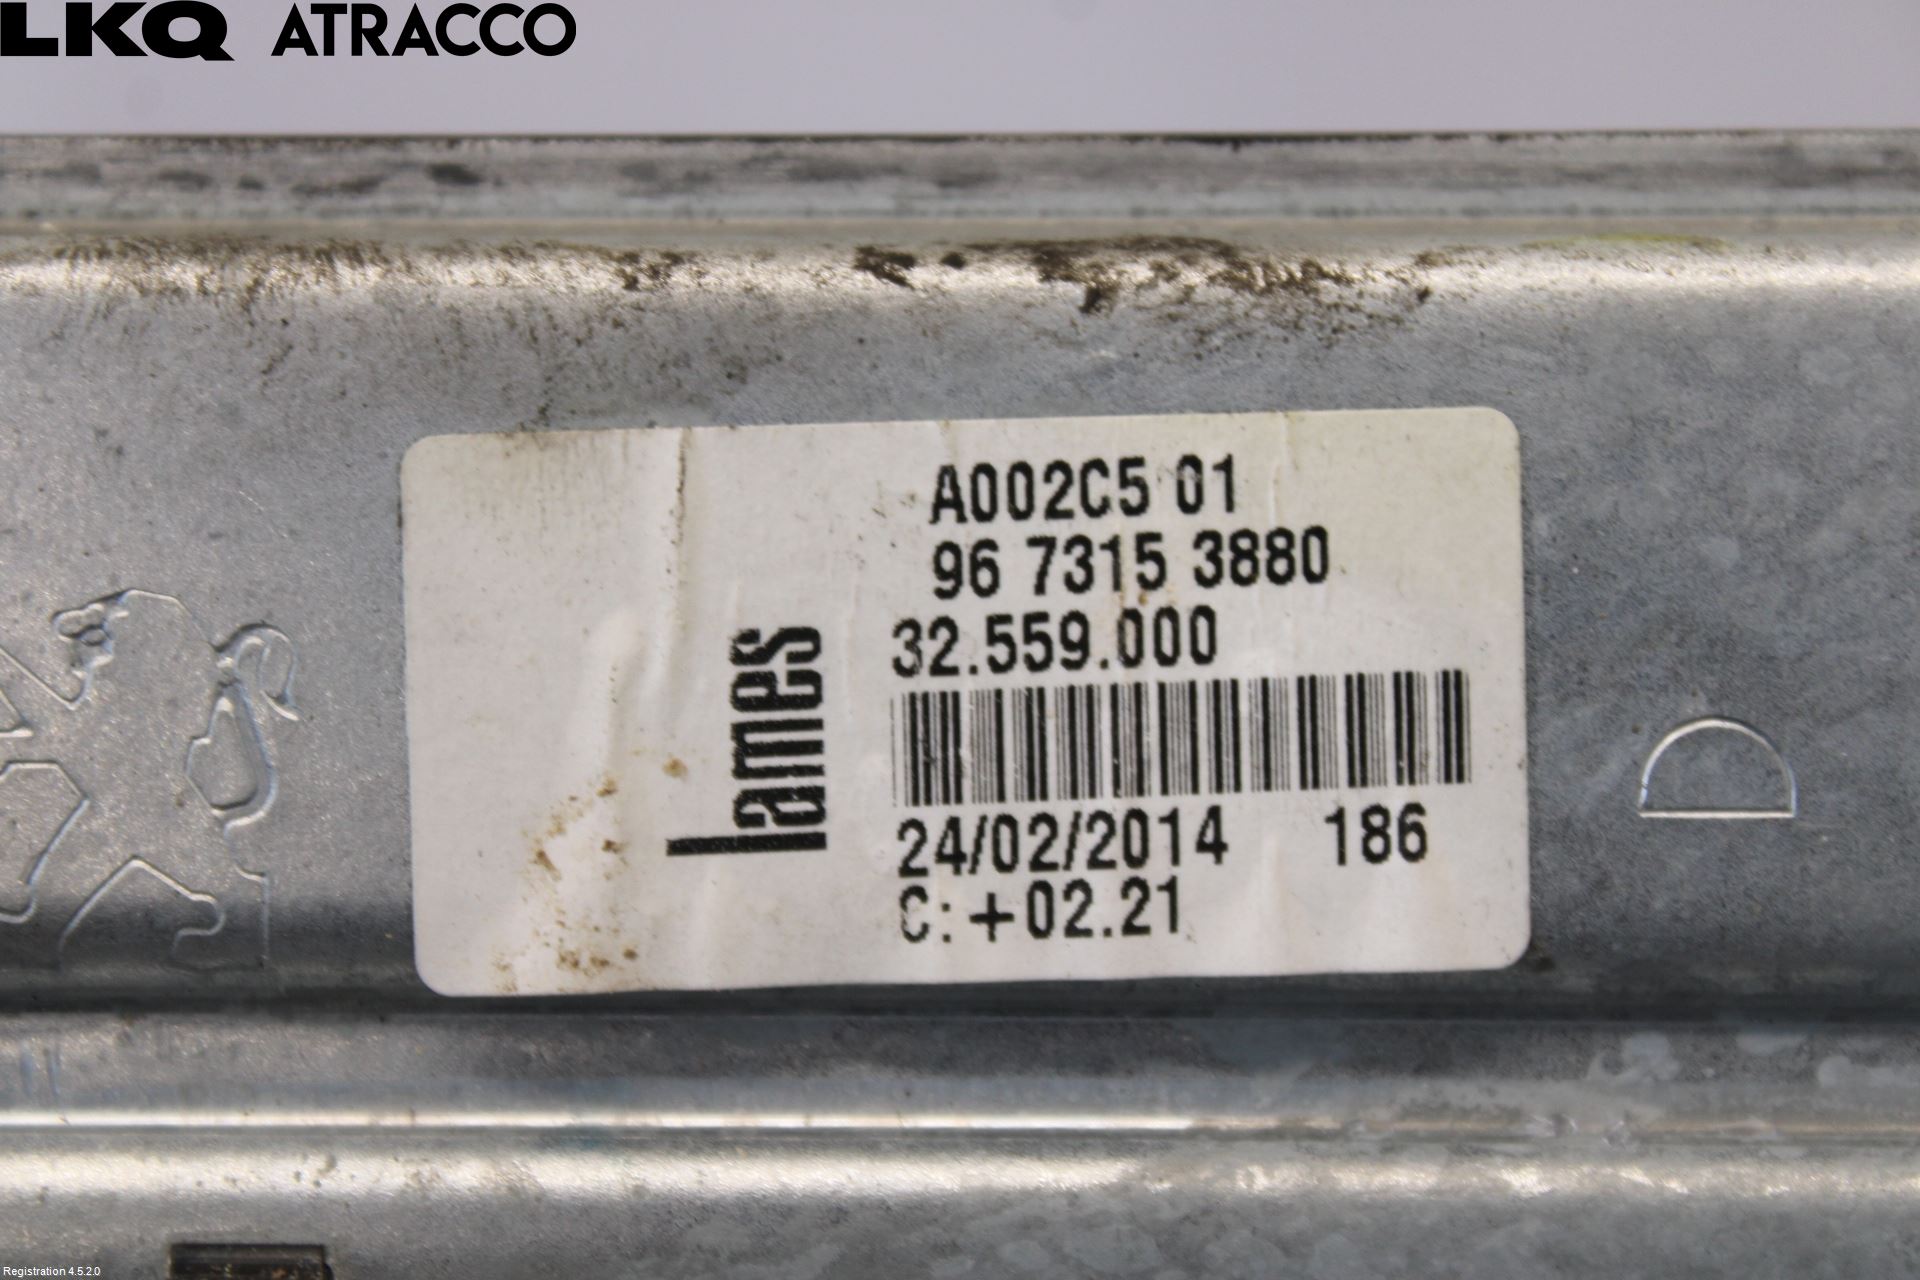 LKQ ATRACCO
A002C5 01
96 7315 3880
32.559.000
lames
24/02/2014 186
C: +02.21
D
Registration 4.5.2.0